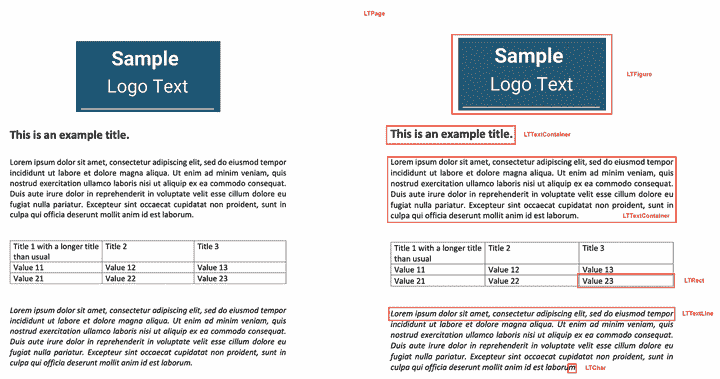 Sample
Logo Text
This is an example title.
Lorem ipsum dolor sit amet, consectetur adipiscing elit, sed do eiusmod tempor
incididunt ut labore et dolore magna aliqua. Ut enim ad minim veniam, quis
nostrud exercitation ullamco laboris nisi ut aliquip ex ea commodo consequat.
Duis aute irure dolor in reprehenderit in voluptate velit esse cillum dolore eu
fugiat nulla pariatur. Excepteur sint occaecat cupidatat non proident, sunt in
culpa qui officia deserunt mollit anim id est laborum.
Title 1 with a longer title than usual Title 2 Title 3
Value 11 Value 12 Value 13
Value 21 Value 22 Value 23
Lorem ipsum dolor sit amet, consectetur adipiscing elit, sed do eiusmod tempor
incididunt ut labore et dolore magna aliqua. Ut enim ad minim veniam, quis
nostrud exercitation ullamco laboris nisi ut aliquip ex ea commodo consequat.
Duis aute irure dolor in reprehenderit in voluptate velit esse cillum dolore eu
fugiat nulla pariatur. Excepteur sint occaecat cupidatat non proident, sunt in
culpa qui officia deserunt mollit anim id est laborum.
LTPage
Sample
Logo Text
LTFigure
This is an example title. LTTextContainer
Lorem ipsum dolor sit amet, consectetur adipiscing elit, sed do eiusmod tempor
incididunt ut labore et dolore magna aliqua. Ut enim ad minim veniam, quis
nostrud exercitation ullamco laboris nisi ut aliquip ex ea commodo consequat.
Duis aute irure dolor in reprehenderit in voluptate velit esse cillum dolore eu
fugiat nulla pariatur. Excepteur sint occaecat cupidatat non proident, sunt in
culpa qui officia deserunt mollit anim id est laborum. LTTextContainer
Title 1 with a longer title than usual Title 2 Title 3
Value 11 Value 12 Value 13
Value 21 Value 22 Value 23 LTRect
Lorem ipsum dolor sit amet, consectetur adipiscing elit, sed do eiusmod tempor LTTextLine
incididunt ut labore et dolore magna aliqua. Ut enim ad minim veniam, quis
nostrud exercitation ullamco laboris nisi ut aliquip ex ea commodo consequat.
Duis aute irure dolor in reprehenderit in voluptate velit esse cillum dolore eu
fugiat nulla pariatur. Excepteur sint occaecat cupidatat non proident, sunt in
culpa qui officia deserunt mollit anim id est laborum LTChar